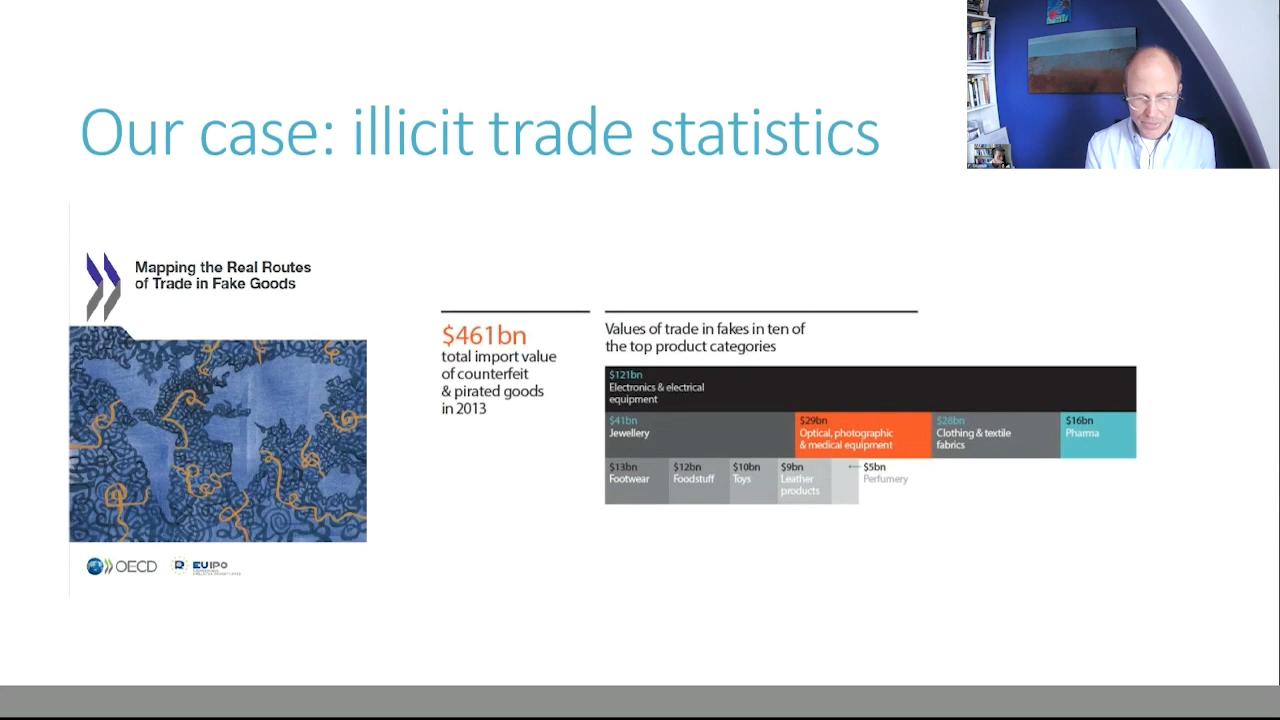 Our case: illicit trade statistics
Mapping the Real Routes
of Trade in Fake Goods
OECD
EUIPO
$461bn
total import value
of counterfeit
& pirated goods
in 2013
Values of trade in fakes in ten of
the top product categories
$121bn
Electronics & electrical
equipment
$41bn
Jewellery
$29bn
Optical, photographic
& medical equipment
$28bn
Clothing & textile
fabrics
$16bn
Pharma
$13bn
Footwear
$12bn
Foodstuff
$10bn
Toys
$9bn
Leather
products
$5bn
Perfumery